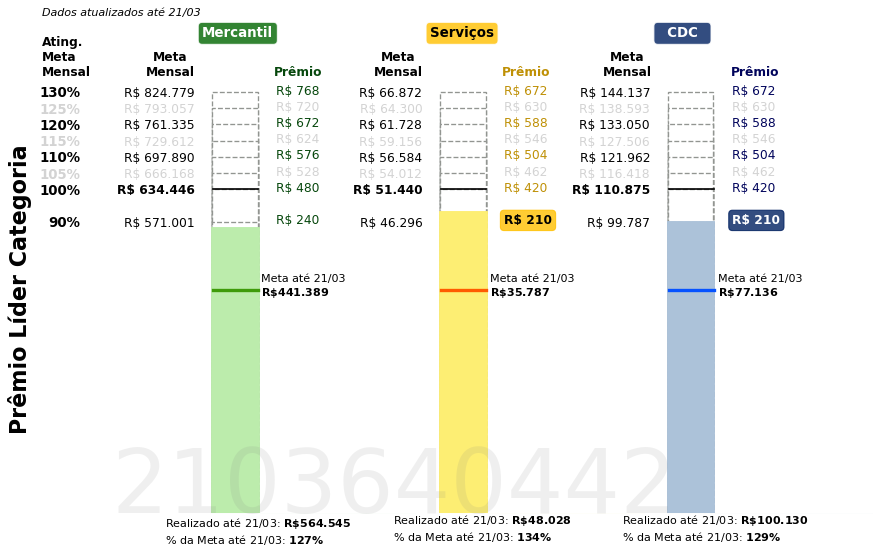 Dados atualizados até 21/03
Mercantil Serviços CDC
Ating. Meta Mensal Meta Mensal Prêmio Meta Mensal Prêmio Meta Mensal Prêmio
130% R$ 824.779 R$ 768 R$ 66.872 R$ 672 R$ 144.137 R$ 672
125% R$ 793.057 R$ 720 R$ 64.300 R$ 630 R$ 138.593 R$ 630
120% R$ 761.335 R$ 672 R$ 61.728 R$ 588 R$ 133.050 R$ 588
115% R$ 729.612 R$ 624 R$ 59.156 R$ 546 R$ 127.506 R$ 546
110% R$ 697.890 R$ 576 R$ 56.584 R$ 504 R$ 121.962 R$ 504
105% R$ 666.168 R$ 528 R$ 54.012 R$ 462 R$ 116.418 R$ 462
100% R$ 634.446 R$ 480 R$ 51.440 R$ 420 R$ 110.875 R$ 420
90% R$ 571.001 R$ 240 R$ 46.296 R$ 210 R$ 99.787 R$ 210
Meta até 21/03 Meta até 21/03 Meta até 21/03
R$441.389 R$35.787 R$77.136
Prêmio Líder Categoria
2103640442
Realizado até 21/03: R$564.545 Realizado até 21/03: R$48.028 Realizado até 21/03: R$100.130
% da Meta até 21/03: 127% % da Meta até 21/03: 134% % da Meta até 21/03: 129%